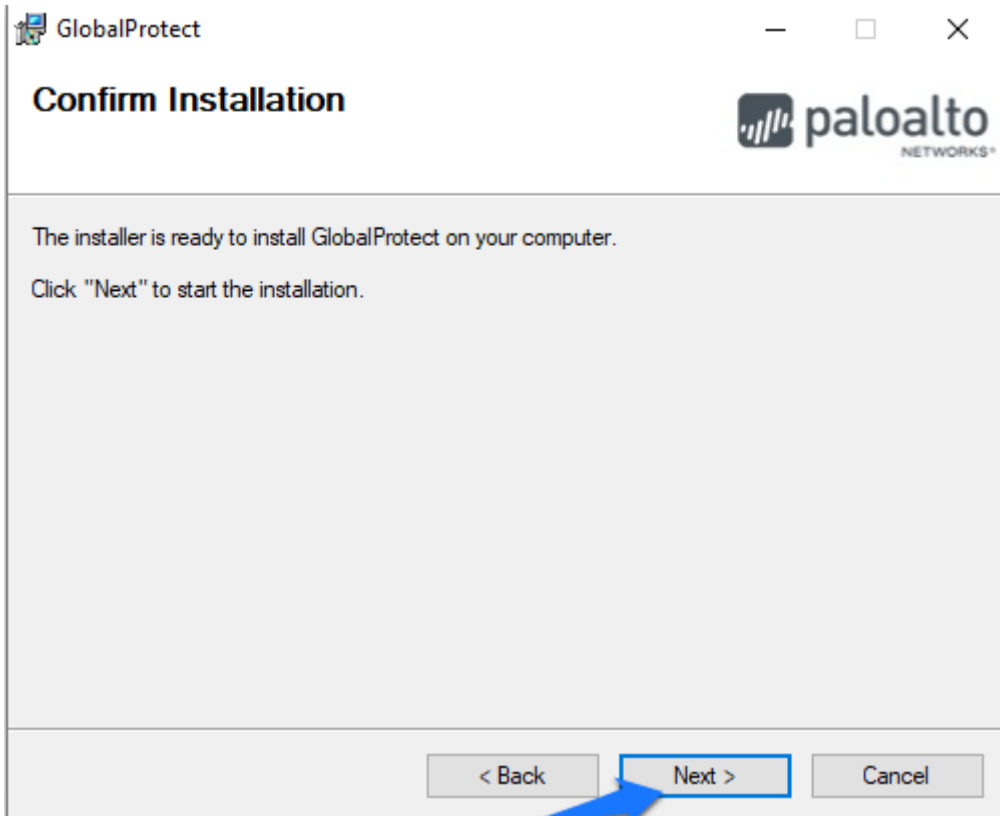 GlobalProtect
Confirm Installation
paloalto
NETWORKS®
The installer is ready to install GlobalProtect on your computer.
Click "Next" to start the installation.
< Back
Next >
Cancel